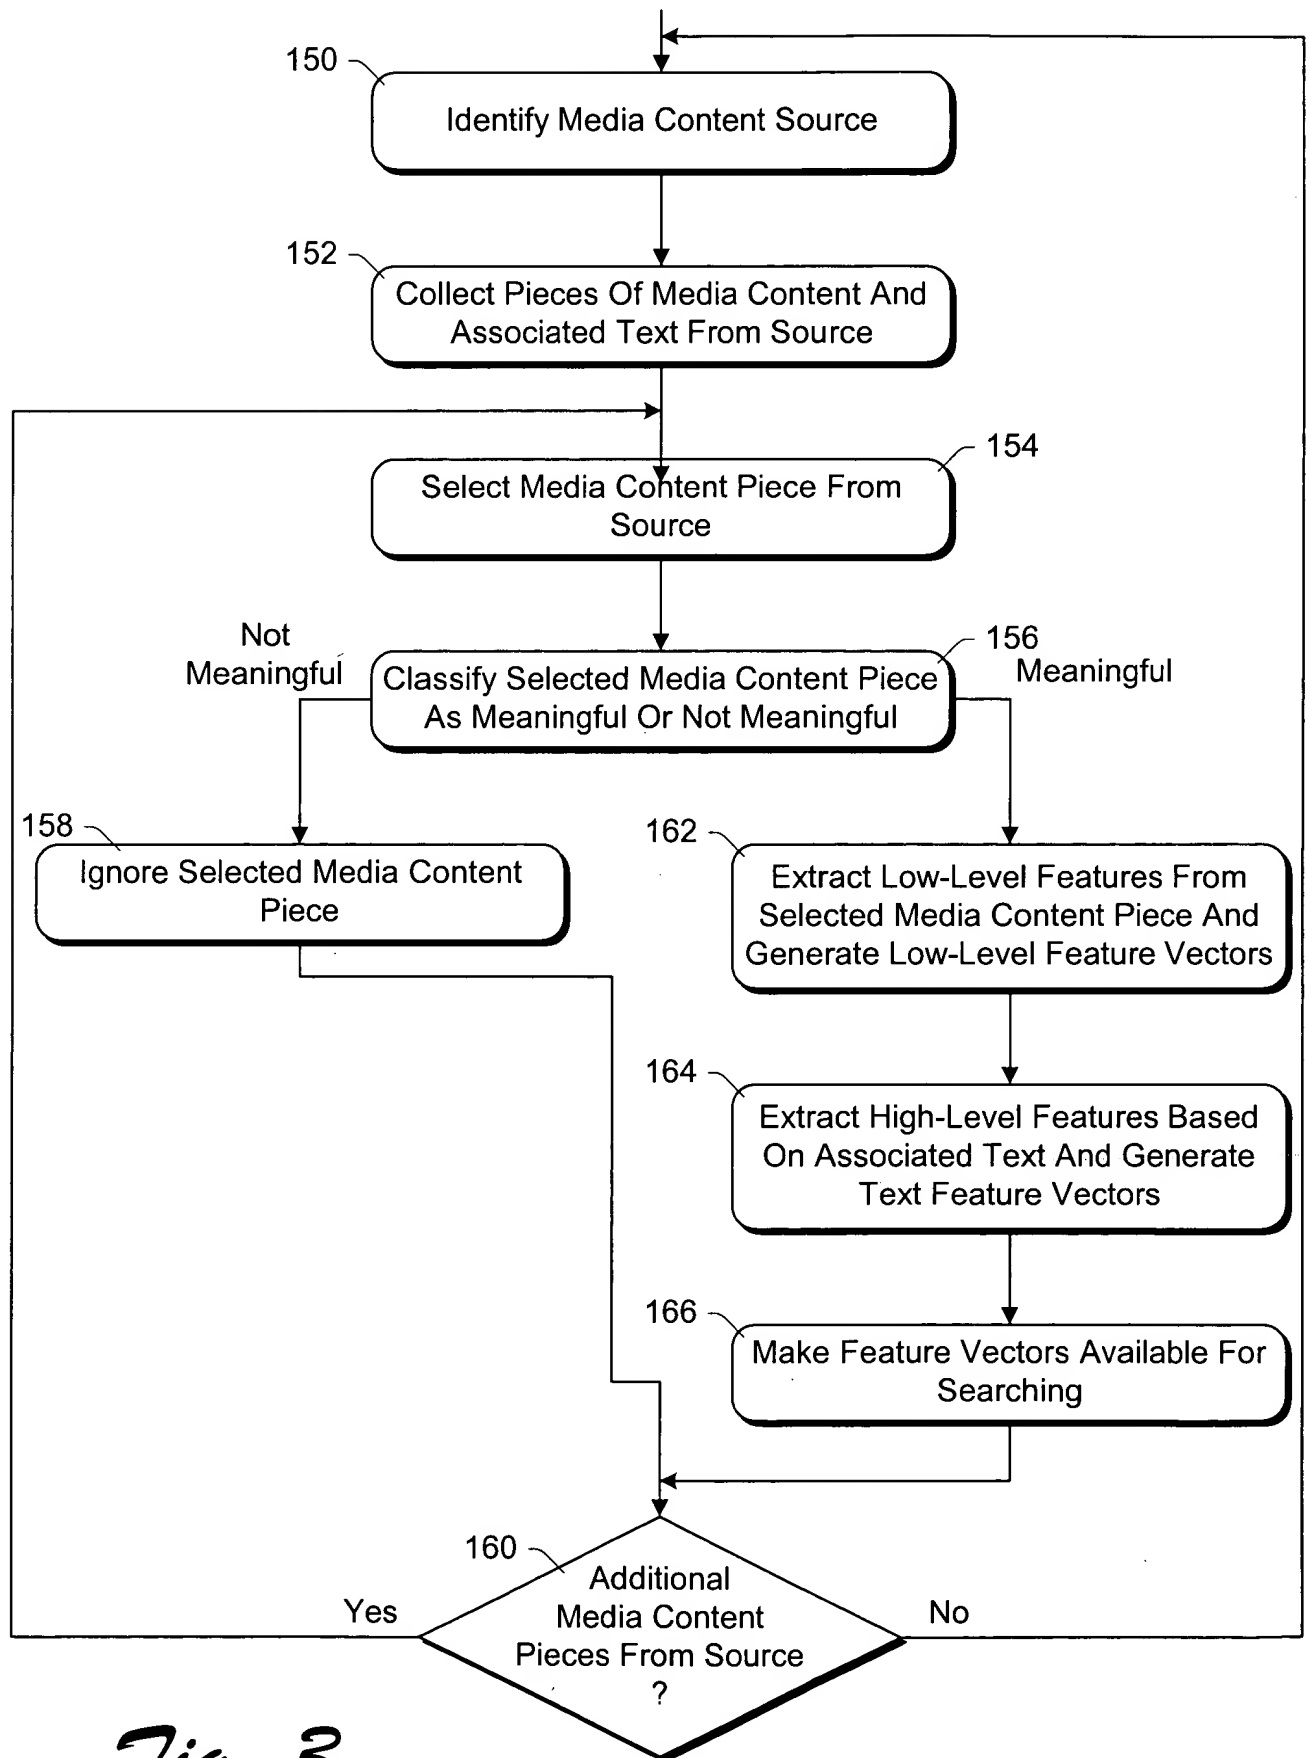 150
Identify Media Content Source
152
Collect Pieces Of Media Content And
Associated Text From Source
154
Select Media Content Piece From
Source
156
Not
Meaningful
Meaningful
Classify Selected Media Content Piece
As Meaningful Or Not Meaningful
158
Ignore Selected Media Content
Piece
162
Extract Low-Level Features From
Selected Media Content Piece And
Generate Low-Level Feature Vectors
164
Extract High-Level Features Based
On Associated Text And Generate
Text Feature Vectors
166
Make Feature Vectors Available For
Searching
160
Additional
Media Content
Pieces From Source
?
Yes
No
Fig. 3